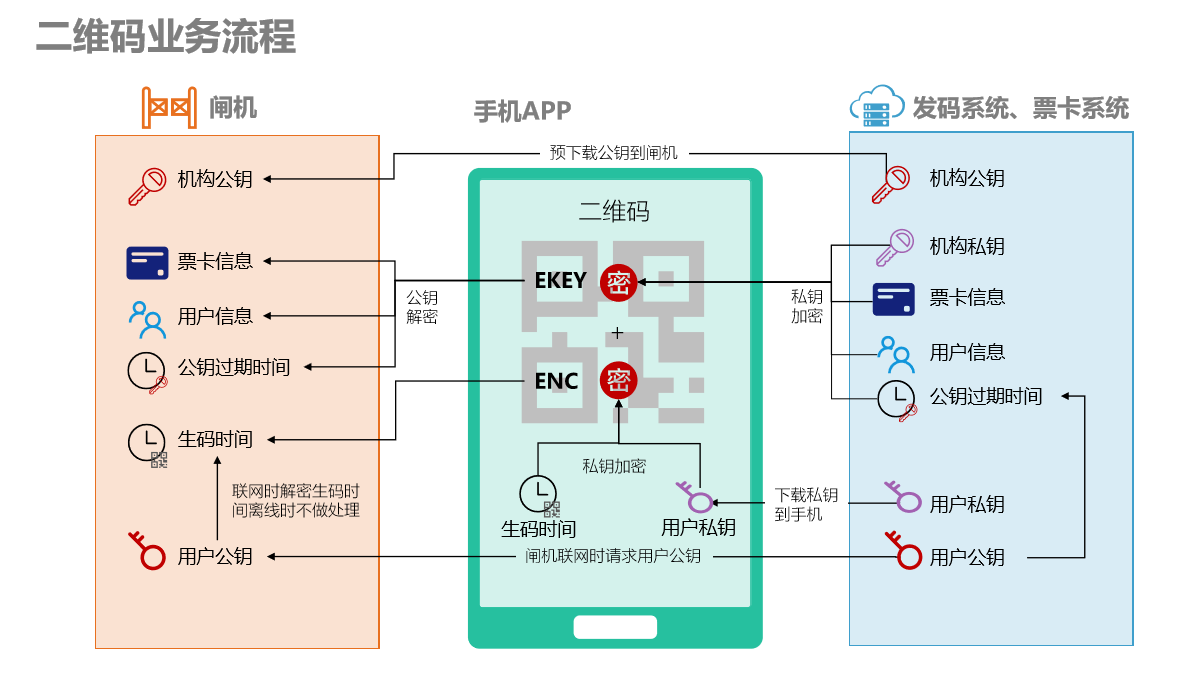 二维码业务流程
闸机
手机APP
发码系统、票卡系统
预下载公钥到闸机
机构公钥
票卡信息
用户信息
公钥过期时间
生码时间
联网时解密生码时
间离线时不做处理
用户公钥
公钥
解密
二维码
EKEY 密
+
ENC 密
私钥加密
生码时间
用户私钥
闸机联网时请求用户公钥
私钥
加密
下载私钥
到手机
机构公钥
机构私钥
票卡信息
用户信息
公钥过期时间
用户私钥
用户公钥